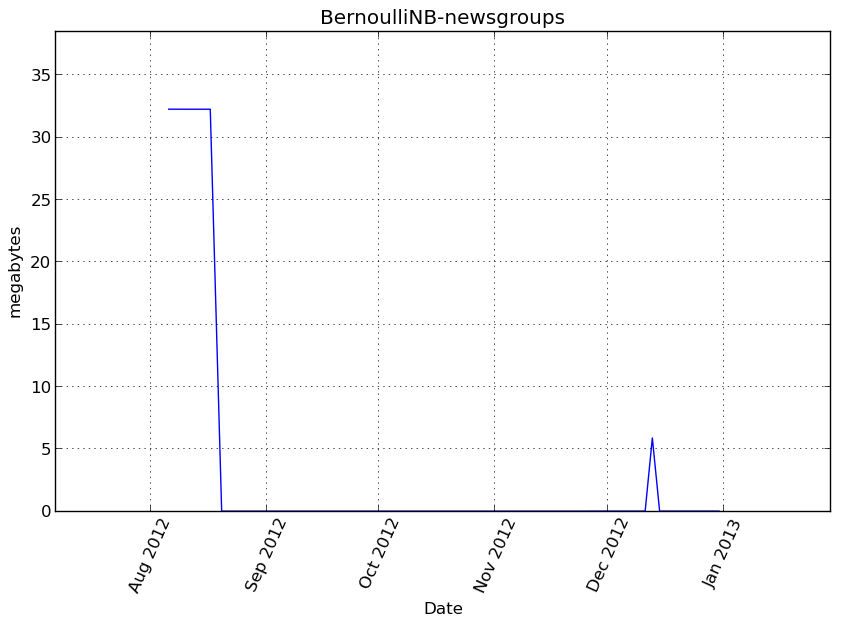 BernoulliNB-newsgroups
35
30
25
20
15
10
5
0
megabytes
Aug 2012
Sep 2012
Oct 2012
Nov 2012
Dec 2012
Jan 2013
Date